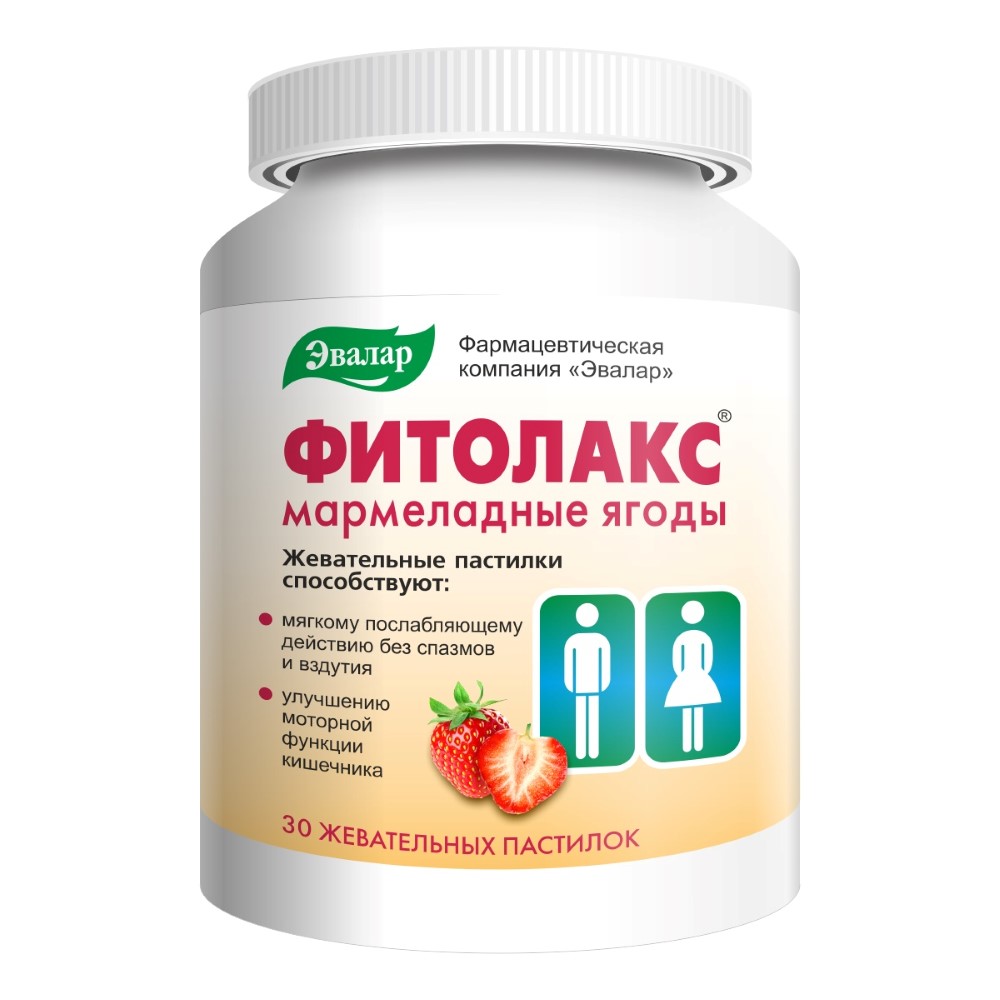 Эвалар
Фармацевтическая
компания «Эвалар»
ФИТОЛАКС®
мармеладные ягоды
Жевательные пастилки
способствуют:
• мягкому послабляющему
действию без спазмов
и вздутия
• улучшению
моторной
функции
кишечника
30 ЖЕВАТЕЛЬНЫХ ПАСТИЛОК